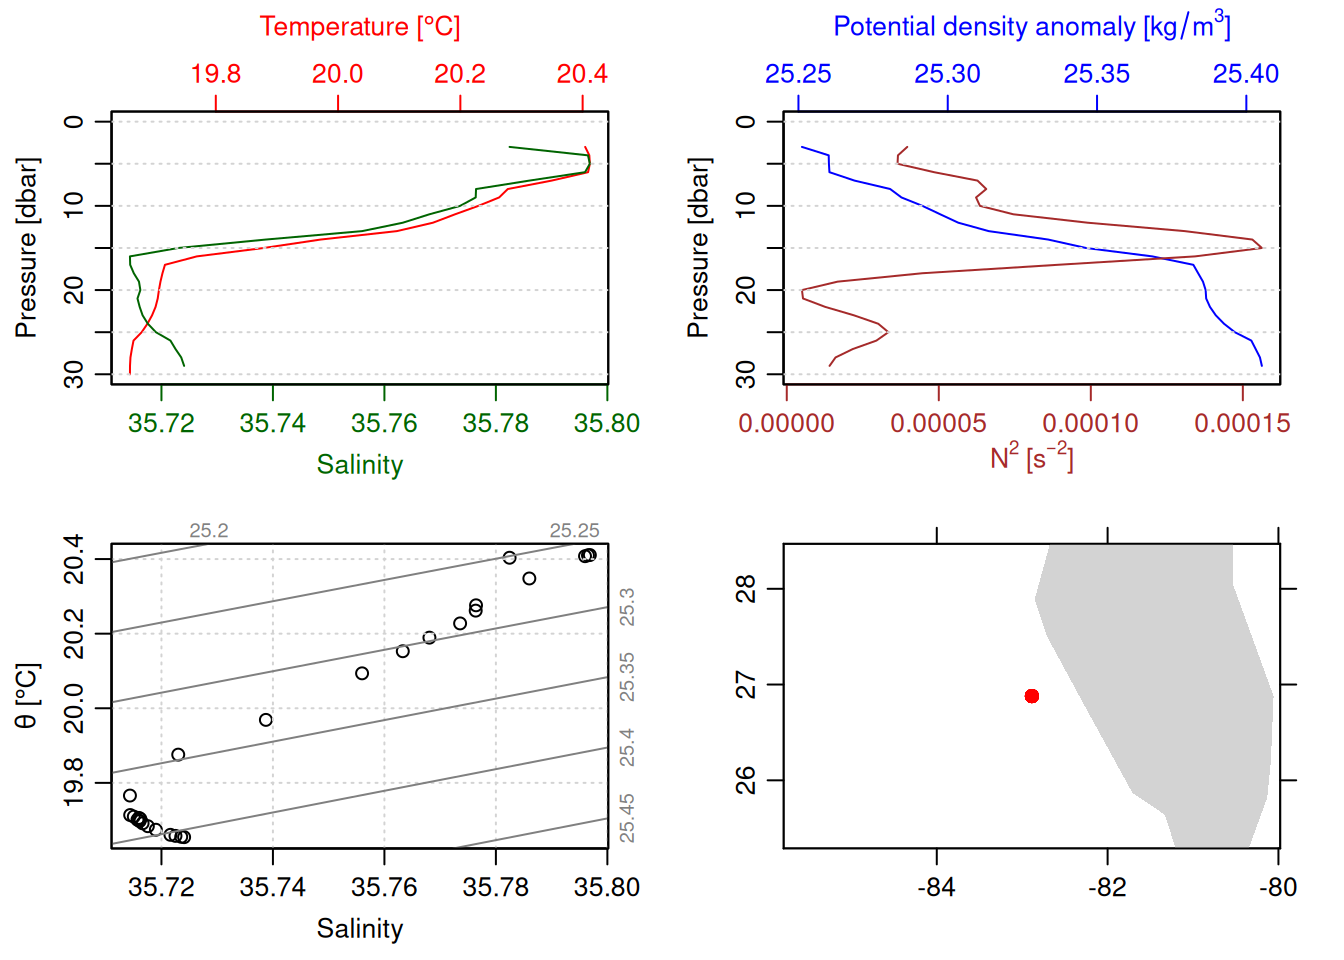 Temperature [°C]
19.8 20.0 20.2 20.4
Pressure [dbar]
0
10
20
30
35.72 35.74 35.76 35.78 35.80
Salinity
Potential density anomaly [kg/m³]
25.25 25.30 25.35 25.40
Pressure [dbar]
0
10
20
30
0.00000 0.00005 0.00010 0.00015
N² [s⁻²]
25.2 25.25
θ [°C]
20.4
20.2
20.0
19.8
25.3
25.35
25.4
25.45
35.72 35.74 35.76 35.78 35.80
Salinity
28
27
26
-84 -82 -80